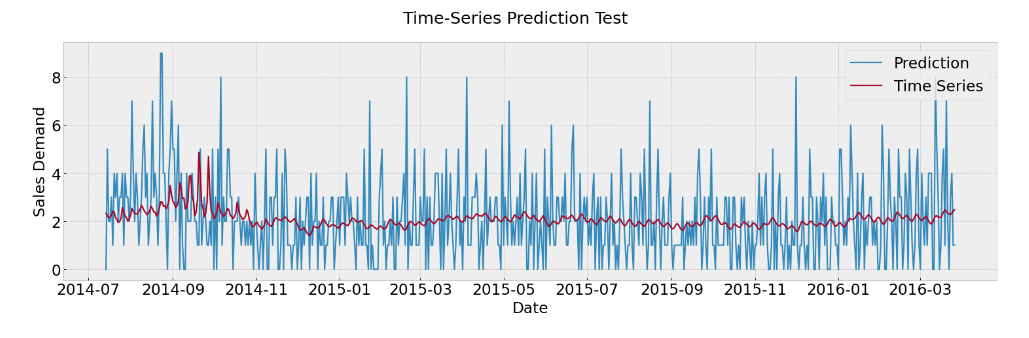 Time-Series Prediction Test
Prediction
Time Series
Sales Demand
8
6
4
2
0
2014-07 2014-09 2014-11 2015-01 2015-03 2015-05 2015-07 2015-09 2015-11 2016-01 2016-03
Date